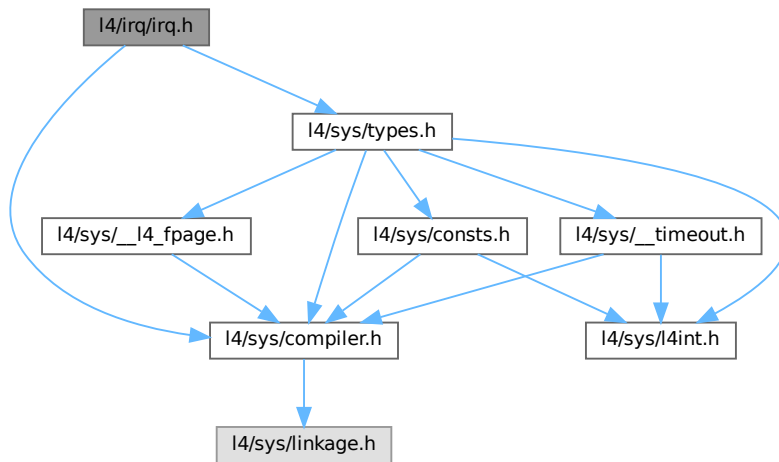 l4/irq/irq.h
l4/sys/types.h
l4/sys/__l4_fpage.h
l4/sys/consts.h
l4/sys/__timeout.h
l4/sys/compiler.h
l4/sys/l4int.h
l4/sys/linkage.h